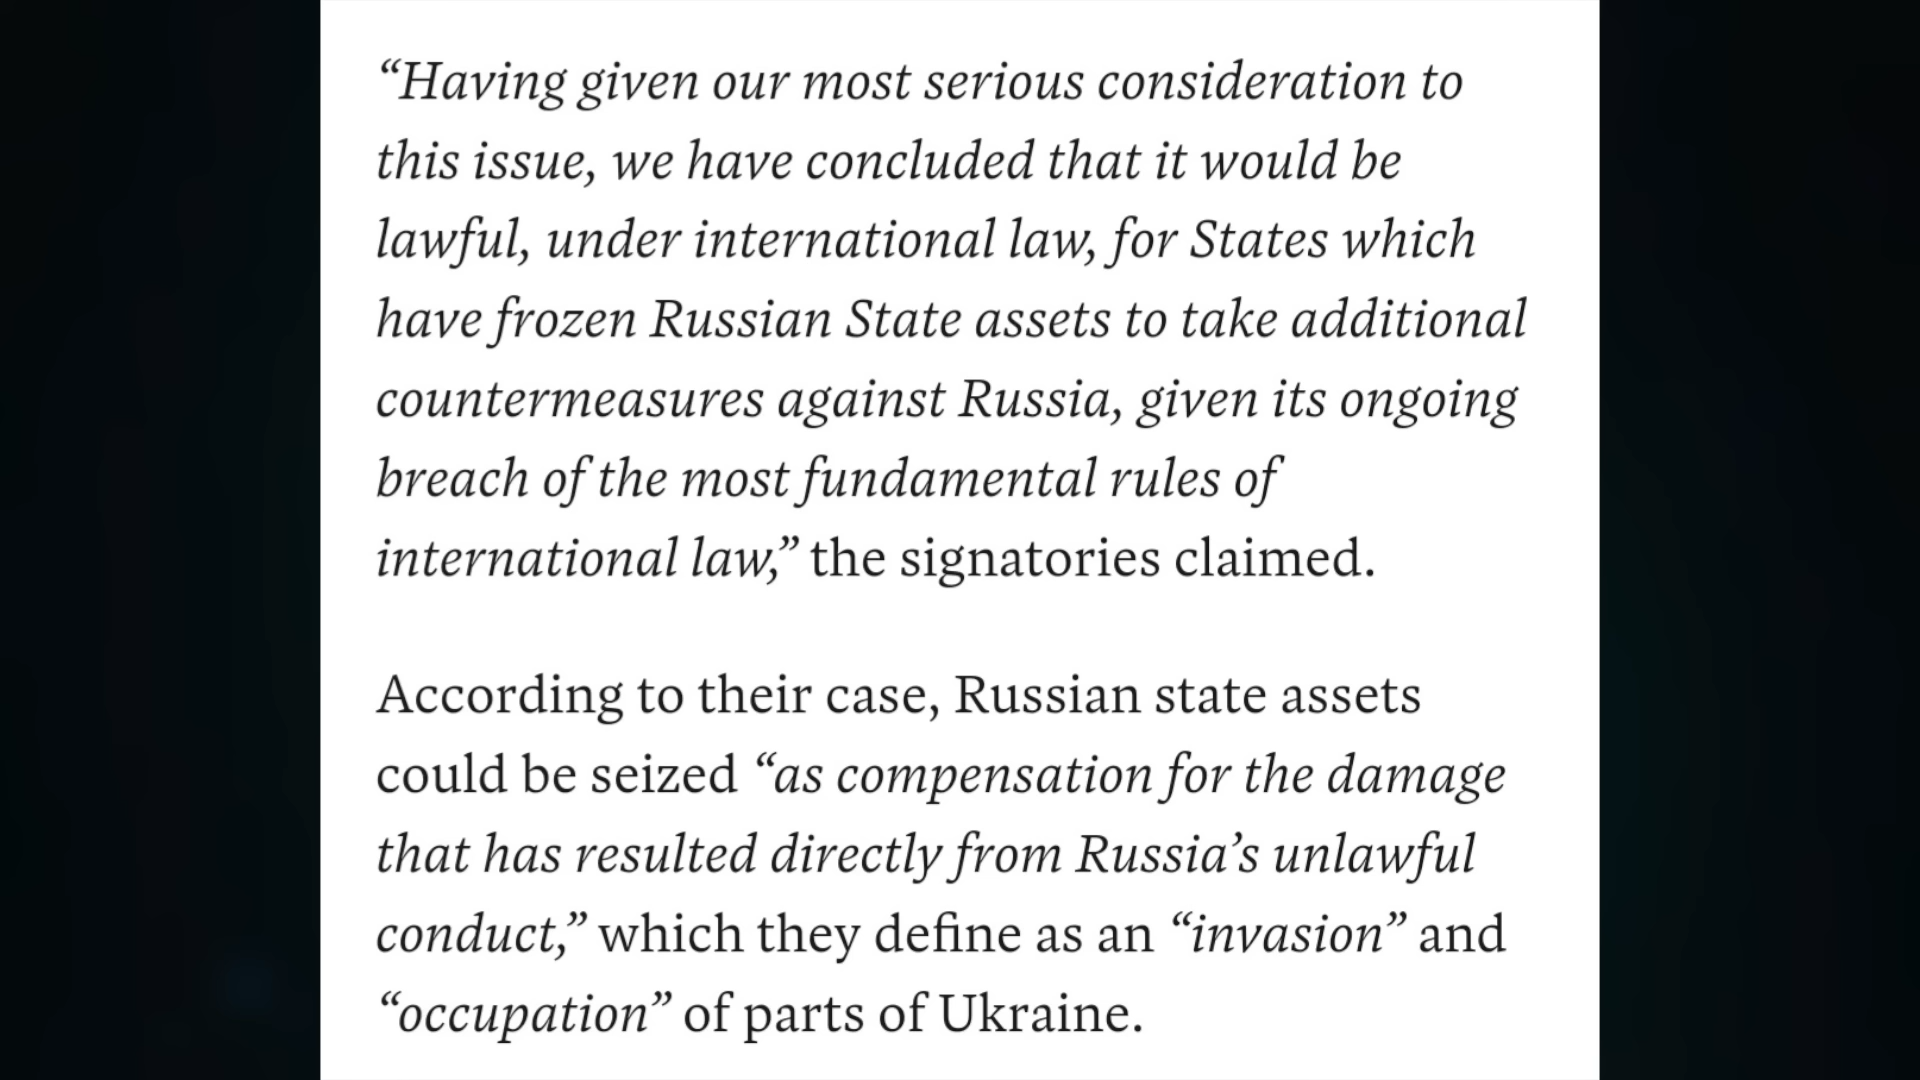 “Having given our most serious consideration to
this issue, we have concluded that it would be
lawful, under international law, for States which
have frozen Russian State assets to take additional
countermeasures against Russia, given its ongoing
breach of the most fundamental rules of
international law,” the signatories claimed.
According to their case, Russian state assets
could be seized “as compensation for the damage
that has resulted directly from Russia’s unlawful
conduct,” which they define as an “invasion” and
“occupation” of parts of Ukraine.